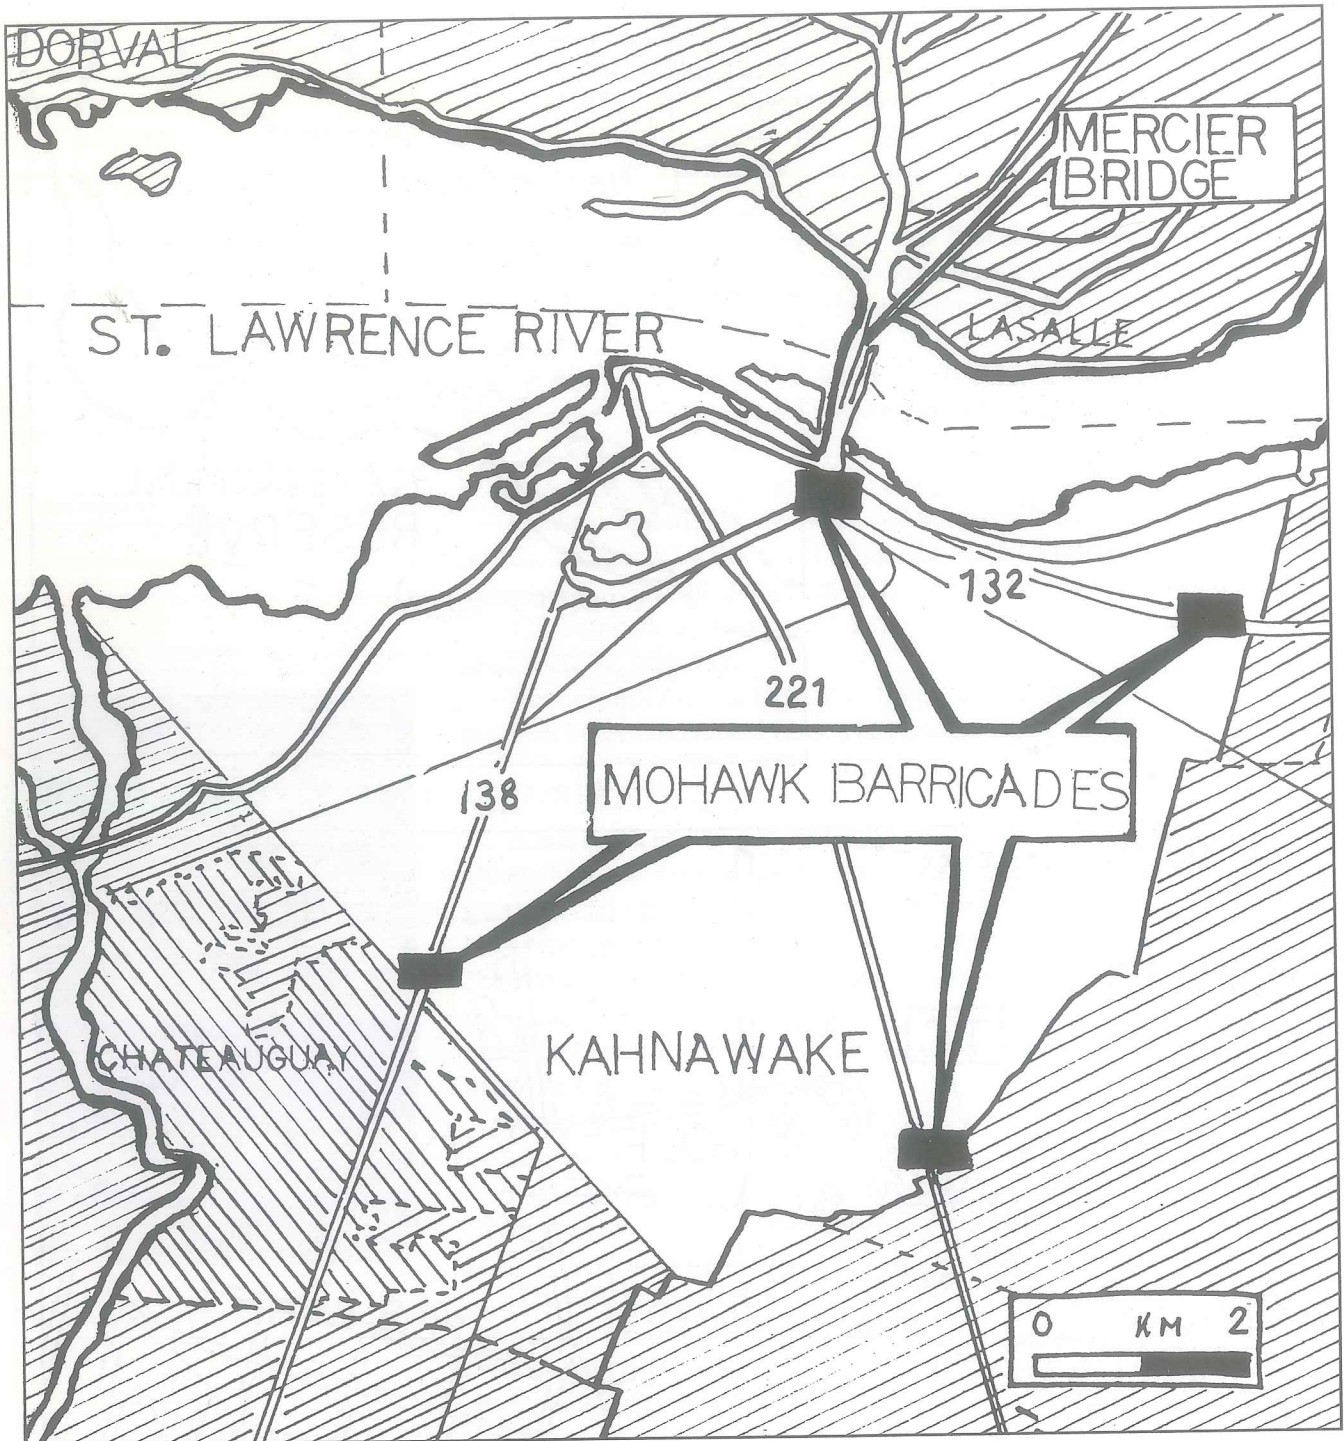 DORVAL
MERCIER
BRIDGE
ST. LAWRENCE RIVER
LASALLE
132
221
138
MOHAWK BARRICADES
CHATEAUGUAY
KAHNAWAKE
0 KM 2